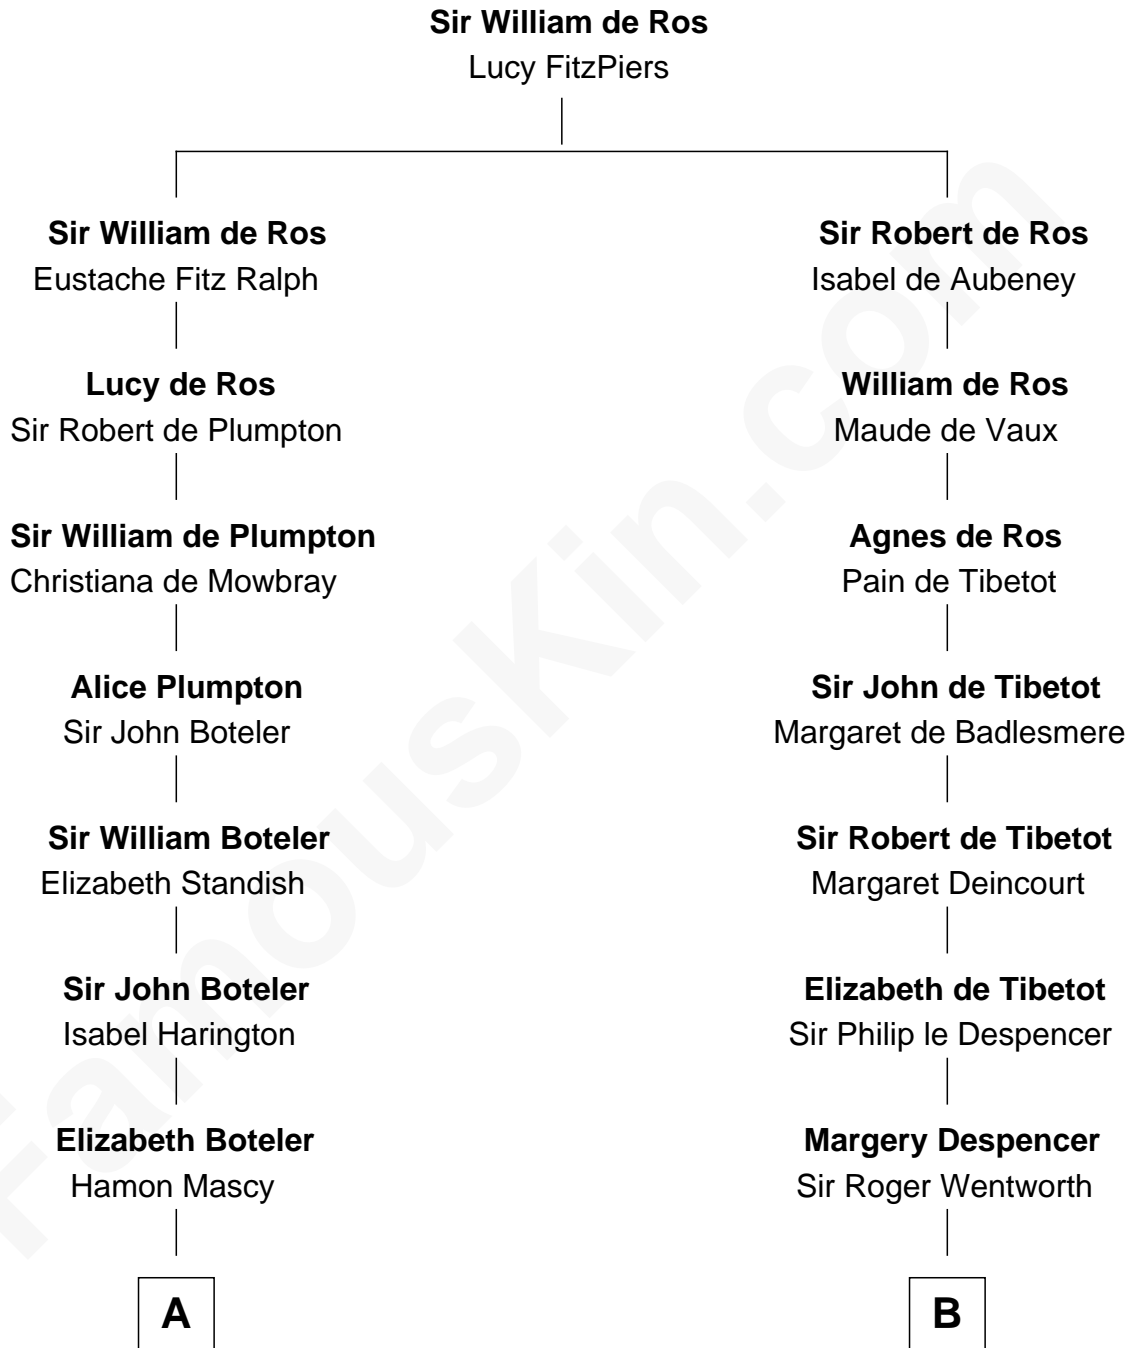 Sir William de Ros
Lucy FitzPiers
Sir William de Ros
Eustache Fitz Ralph
Lucy de Ros
Sir Robert de Plumpton
Sir William de Plumpton
Christiana de Mowbray
Alice Plumpton
Sir John Boteler
Sir William Boteler
Elizabeth Standish
Sir John Boteler
Isabel Harington
Elizabeth Boteler
Hamon Mascy
A
Sir Robert de Ros
Isabel de Aubeney
William de Ros
Maude de Vaux
Agnes de Ros
Pain de Tibetot
Sir John de Tibetot
Margaret de Badlesmere
Sir Robert de Tibetot
Margaret Deincourt
Elizabeth de Tibetot
Sir Philip le Despencer
Margery Despencer
Sir Roger Wentworth
B
FamousKin.com